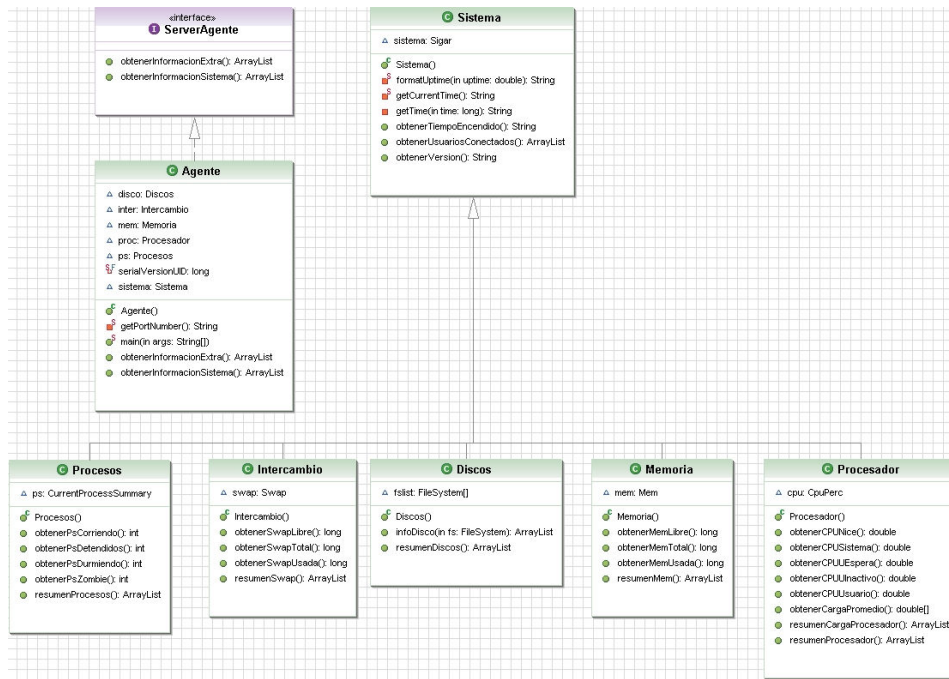 «interface»
ServerAgente
obtenerInformacionExtra(): ArrayList
obtenerInformacionSistema(): ArrayList
Sistema
sistema: Sigar
Sistema()
formatUptime(in uptime: double): String
getCurrentTime(): String
getTime(in time: long): String
obtenerTiempoEncendido(): String
obtenerUsuariosConectados(): ArrayList
obtenerVersion(): String
Agente
disco: Discos
inter: Intercambio
mem: Memoria
proc: Procesador
ps: Procesos
serialVersionUID: long
sistema: Sistema
Agente()
getPortNumber(): String
main(in args: String[])
obtenerInformacionExtra(): ArrayList
obtenerInformacionSistema(): ArrayList
Procesos
ps: CurrentProcessSummary
Procesos()
obtenerPsCorriendo(): int
obtenerPsDetendidos(): int
obtenerPsDurmiendo(): int
obtenerPsZombie(): int
resumenProcesos(): ArrayList
Intercambio
swap: Swap
Intercambio()
obtenerSwapLibre(): long
obtenerSwapTotal(): long
obtenerSwapUsada(): long
resumenSwap(): ArrayList
Discos
fslist: FileSystem[]
Discos()
infoDisco(in fs: FileSystem): ArrayList
resumenDiscos(): ArrayList
Memoria
mem: Mem
Memoria()
obtenerMemLibre(): long
obtenerMemTotal(): long
obtenerMemUsada(): long
resumenMem(): ArrayList
Procesador
cpu: CpuPerc
Procesador()
obtenerCPUNice(): double
obtenerCPUSistema(): double
obtenerCPUUEspera(): double
obtenerCPUUInactivo(): double
obtenerCPUUsuario(): double
obtenerCargaPromedio(): double[]
resumenCargaProcesador(): ArrayList
resumenProcesador(): ArrayList